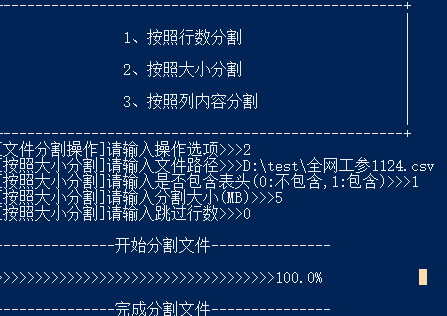 ----------------------------------------------------+
1、按照行数分割
2、按照大小分割
3、按照列内容分割
----------------------------------------------------+
[文件分割操作]请输入操作选项>>>2
[按照大小分割]请输入文件路径>>>D:\test\全网工参1124.csv
[按照大小分割]请输入是否包含表头(0:不包含,1:包含)>>>1
[按照大小分割]请输入分割大小(MB)>>>5
[按照大小分割]请输入跳过行数>>>0
---------------开始分割文件---------------
>>>>>>>>>>>>>>>>>>>>>>>>>>>>>>>>>>>100.0%
---------------完成分割文件---------------